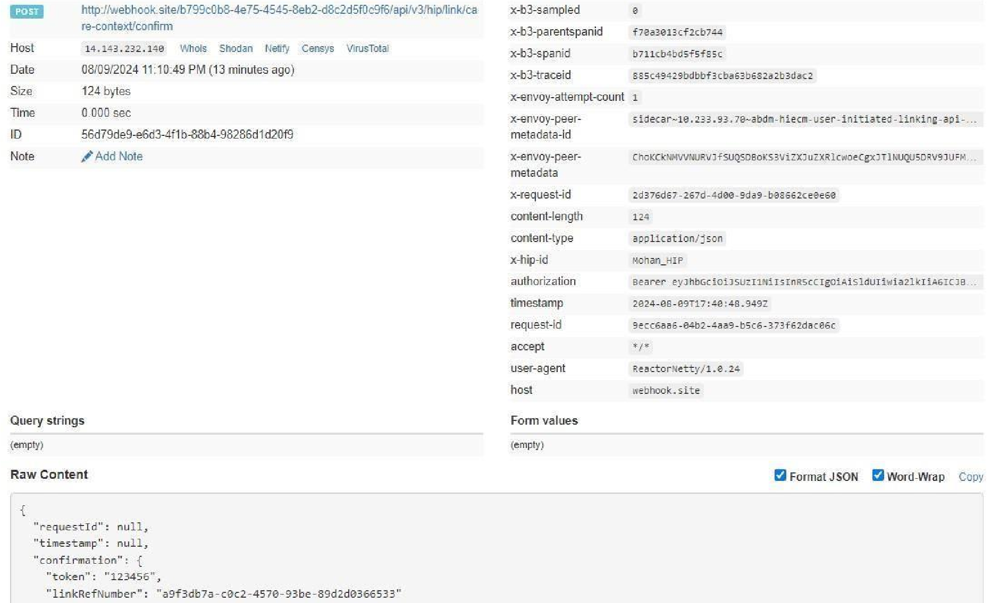 POST http://webhook.site/b799c0b8-4e75-4545-8eb2-d8c2d5f0c9f6/api/v3/hip/link/ca
re-context/confirm
Host 14.143.232.140 Whois Shodan Netify Censys VirusTotal
Date 08/09/2024 11:10:49 PM (13 minutes ago)
Size 124 bytes
Time 0.000 sec
ID 56d79de9-e6d3-4f1b-88b4-98286d1d20f9
Note Add Note
x-b3-sampled 0
x-b3-parentspanid f70a3013cf2cb744
x-b3-spanid b711cb4bd5f5f85c
x-b3-traceid 885c49429bdbbf3cba63b682a2b3dac2
x-envoy-attempt-count 1
x-envoy-peer- sidecar~10.233.93.70~abdm-hiecm-user-initiated-linking-api-...
metadata-id
x-envoy-peer- ChoKCkNMVVNURVJfSUQSDBoKS3ViZXJuZXRlcwoeCgxJTlNUQU5DRV9JUFM...
metadata
x-request-id 2d376d67-267d-4d00-9da9-b08662ce0e60
content-length 124
content-type application/json
x-hip-id Mohan_HIP
authorization Bearer eyJhbGciOiJSUzI1NiIsInR5cCIgOiAiSldUIiwia2lkIiA6ICJB...
timestamp 2024-08-09T17:40:48.949Z
request-id 9ecc6aa6-04b2-4aa9-b5c6-373f62dac06c
accept */*
user-agent ReactorNetty/1.0.24
host webhook.site
Query strings
(empty)
Form values
(empty)
Raw Content
Format JSON Word-Wrap Copy
{
"requestId": null,
"timestamp": null,
"confirmation": {
"token": "123456",
"linkRefNumber": "a9f3db7a-c0c2-4570-93be-89d2d0366533"